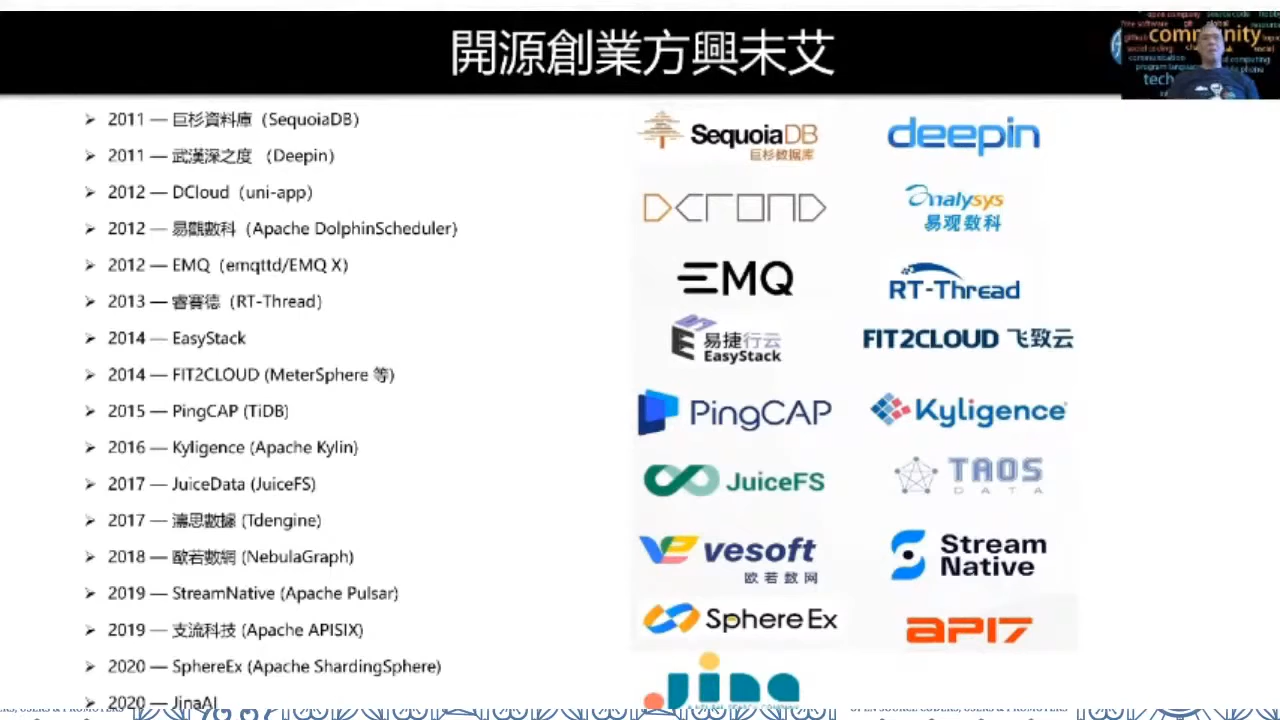 開源創業方興未艾
community
tech
➢ 2011 — 巨杉資料庫（SequoiaDB）
➢ 2011 — 武漢深之度 （Deepin）
➢ 2012 — DCloud（uni-app）
➢ 2012 — 易觀數科（Apache DolphinScheduler）
➢ 2012 — EMQ（emqttd/EMQ X）
➢ 2013 — 睿賽德（RT-Thread）
➢ 2014 — EasyStack
➢ 2014 — FIT2CLOUD (MeterSphere 等)
➢ 2015 — PingCAP (TiDB)
➢ 2016 — Kyligence (Apache Kylin)
➢ 2017 — JuiceData (JuiceFS)
➢ 2017 — 濤思數據 (Tdengine)
➢ 2018 — 歐若數網 (NebulaGraph)
➢ 2019 — StreamNative (Apache Pulsar)
➢ 2019 — 支流科技 (Apache APISIX)
➢ 2020 — SphereEx (Apache ShardingSphere)
➢ 2020 — JinaAI
SequoiaDB
巨杉数据库
deepin
DCLOUD
analysys
易观数科
EMQ
RT-Thread
易捷行云
EasyStack
FIT2CLOUD 飞致云
PingCAP
Kyligence
JuiceFS
TAOS
DATA
vesoft
欧若数网
Stream
Native
SphereEx
API7
Jina